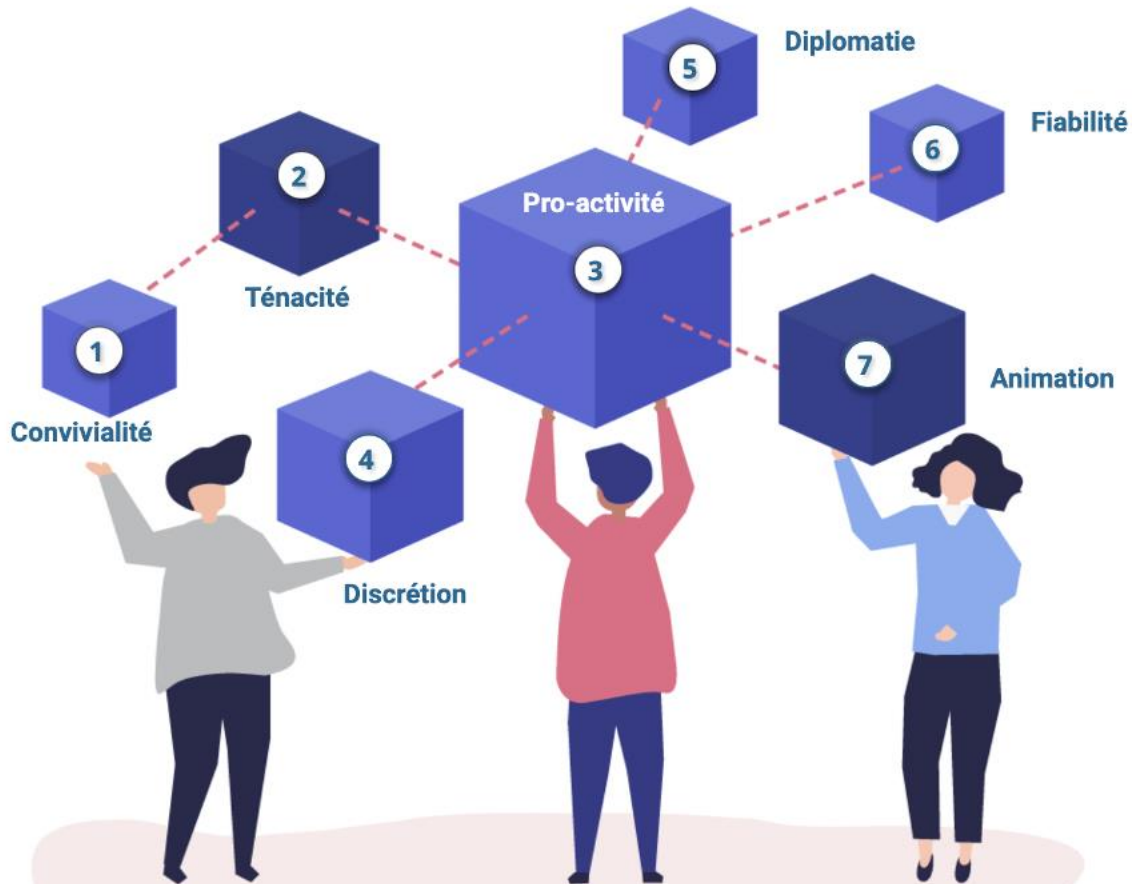 5
Diplomatie
6
Fiabilité
2
Pro-activité
3
Ténacité
1
7
Animation
Convivialité
4
Discrétion